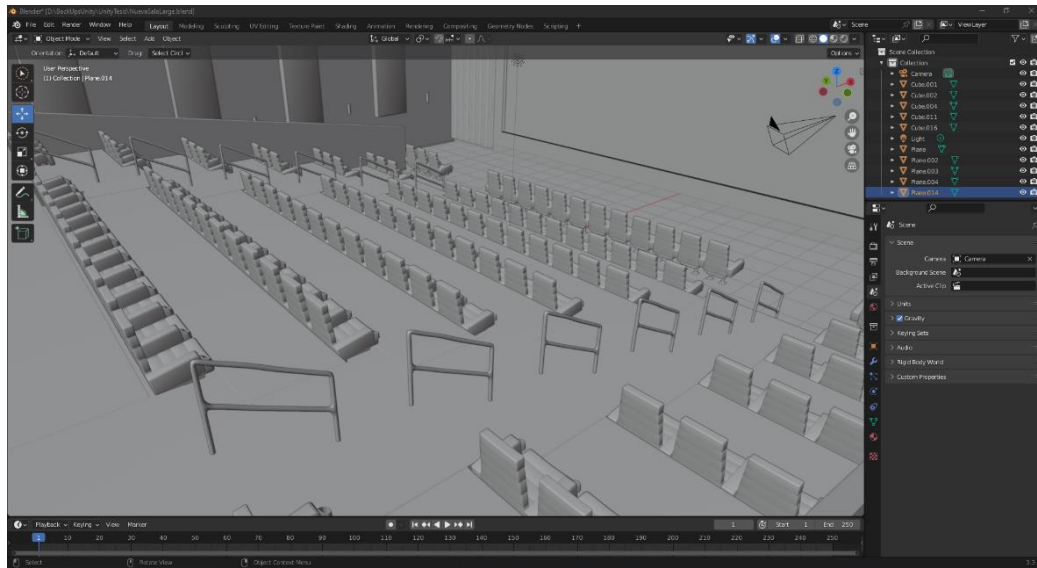 Blender* [D:\BackUpsUnity\UnityTesis\NuevaSalaLarge.blend]
File Edit Render Window Help Layout Modeling Sculpting UV Editing Texture Paint Shading Animation Rendering Compositing Geometry Nodes Scripting + Scene ViewLayer
Object Mode View Select Add Object Global
Orientation: Default Drag: Select Circl Options
User Perspective
(1) Collection | Plane.014
Scene Collection
Collection
Camera
Cube.001
Cube.002
Cube.004
Cube.011
Cube.016
Light
Plane
Plane.002
Plane.003
Plane.004
Plane.014
Scene
Scene
Camera Camera
Background Scene
Active Clip
Units
Gravity
Keying Sets
Audio
Rigid Body World
Custom Properties
Playback Keying View Marker 1 Start 1 End 250
1 10 20 30 40 50 60 70 80 90 100 110 120 130 140 150 160 170 180 190 200 210 220 230 240 250
Select Rotate View Object Context Menu